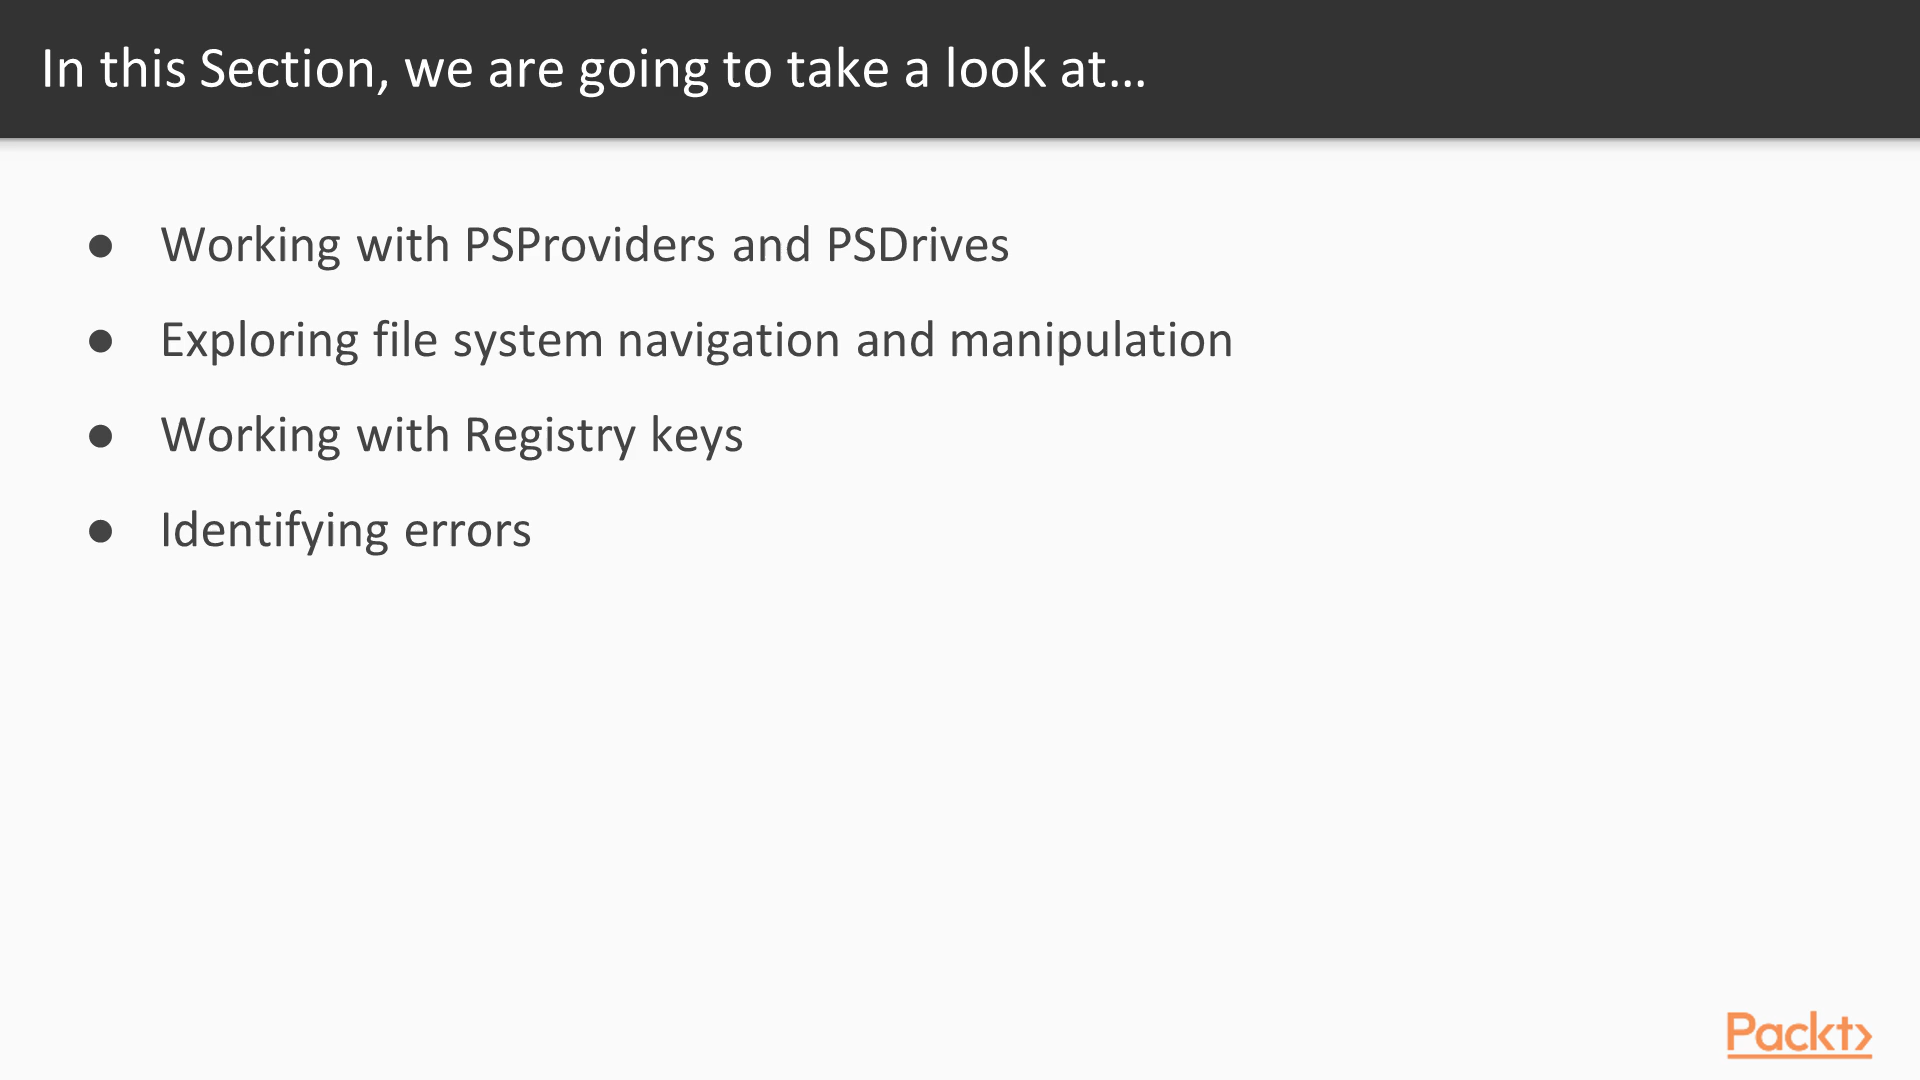 In this Section, we are going to take a look at...
● Working with PSProviders and PSDrives
● Exploring file system navigation and manipulation
● Working with Registry keys
● Identifying errors
Packt>